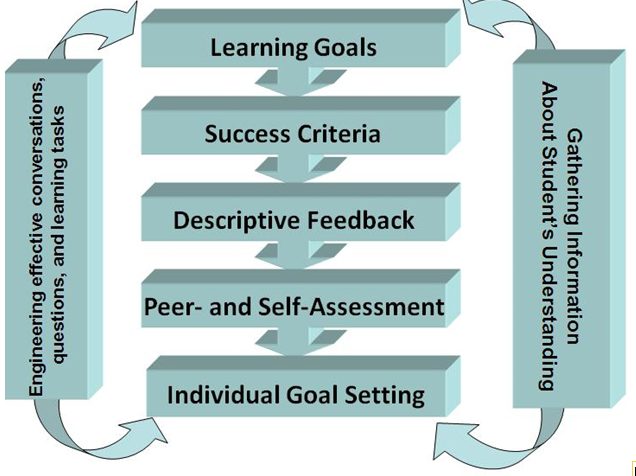 Learning Goals
Success Criteria
Descriptive Feedback
Peer- and Self-Assessment
Individual Goal Setting
Engineering effective conversations,
questions, and learning tasks
Gathering Information
About Student's Understanding